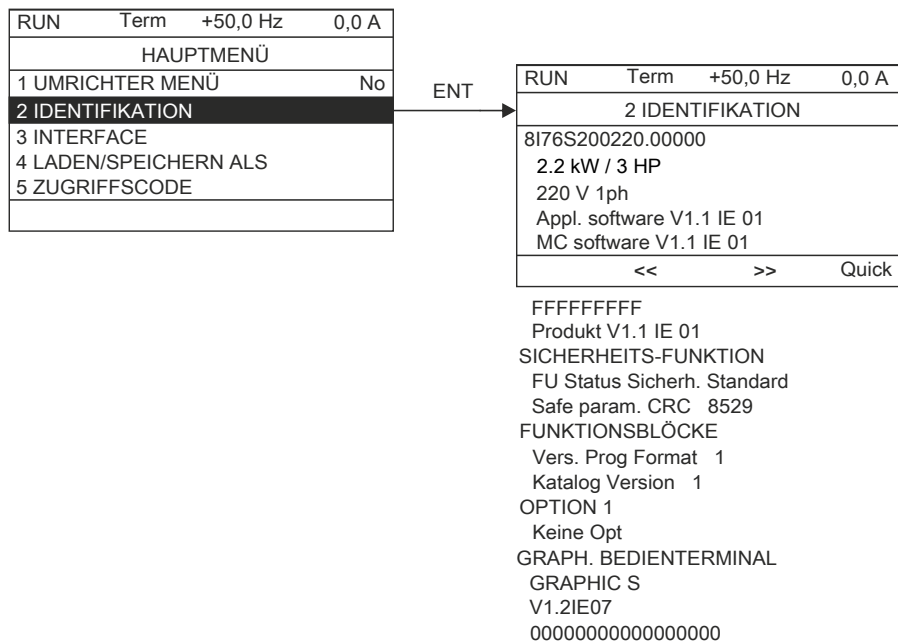 RUN Term +50,0 Hz 0,0 A
HAUPTMENÜ
1 UMRICHTER MENÜ No
2 IDENTIFIKATION
3 INTERFACE
4 LADEN/SPEICHERN ALS
5 ZUGRIFFSCODE
ENT
RUN Term +50,0 Hz 0,0 A
2 IDENTIFIKATION
8I76S200220.00000
2.2 kW / 3 HP
220 V 1ph
Appl. software V1.1 IE 01
MC software V1.1 IE 01
<< >> Quick
FFFFFFFFF
Produkt V1.1 IE 01
SICHERHEITS-FUNKTION
FU Status Sicherh. Standard
Safe param. CRC 8529
FUNKTIONSBLÖCKE
Vers. Prog Format 1
Katalog Version 1
OPTION 1
Keine Opt
GRAPH. BEDIENTERMINAL
GRAPHIC S
V1.2IE07
00000000000000000